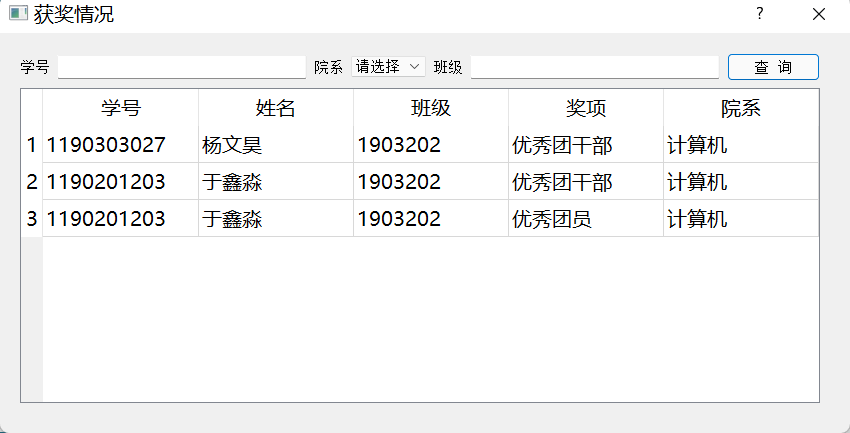 获奖情况 ?
学号 院系 请选择 班级 查 询
学号 姓名 班级 奖项 院系
1 1190303027 杨文昊 1903202 优秀团干部 计算机
2 1190201203 于鑫淼 1903202 优秀团干部 计算机
3 1190201203 于鑫淼 1903202 优秀团员 计算机